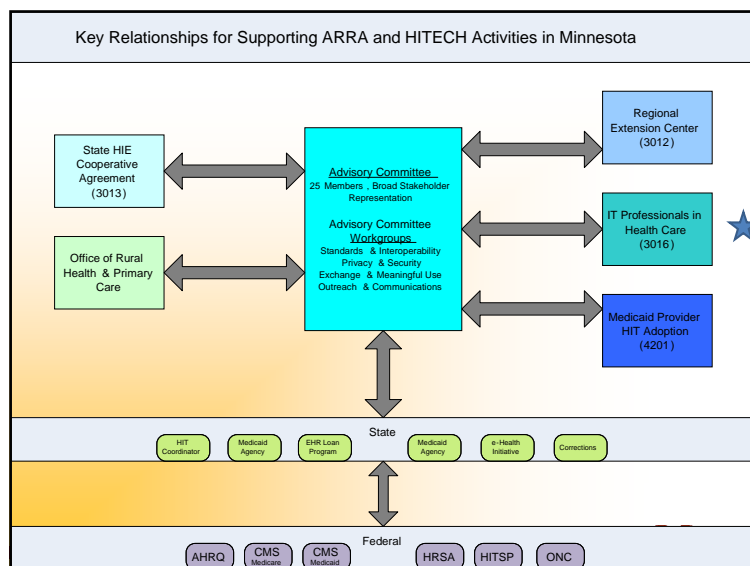 Key Relationships for Supporting ARRA and HITECH Activities in Minnesota
State HIE
Cooperative
Agreement
(3013)
Office of Rural
Health & Primary
Care
Advisory Committee
25 Members , Broad Stakeholder
Representation
Advisory Committee
Workgroups
Standards & Interoperability
Privacy & Security
Exchange & Meaningful Use
Outreach & Communications
Regional
Extension Center
(3012)
IT Professionals in
Health Care
(3016)
Medicaid Provider
HIT Adoption
(4201)
State
HIT
Coordinator
Medicaid
Agency
EHR Loan
Program
Medicaid
Agency
e-Health
Initiative
Corrections
Federal
AHRQ
CMS
Medicare
CMS
Medicaid
HRSA
HITSP
ONC